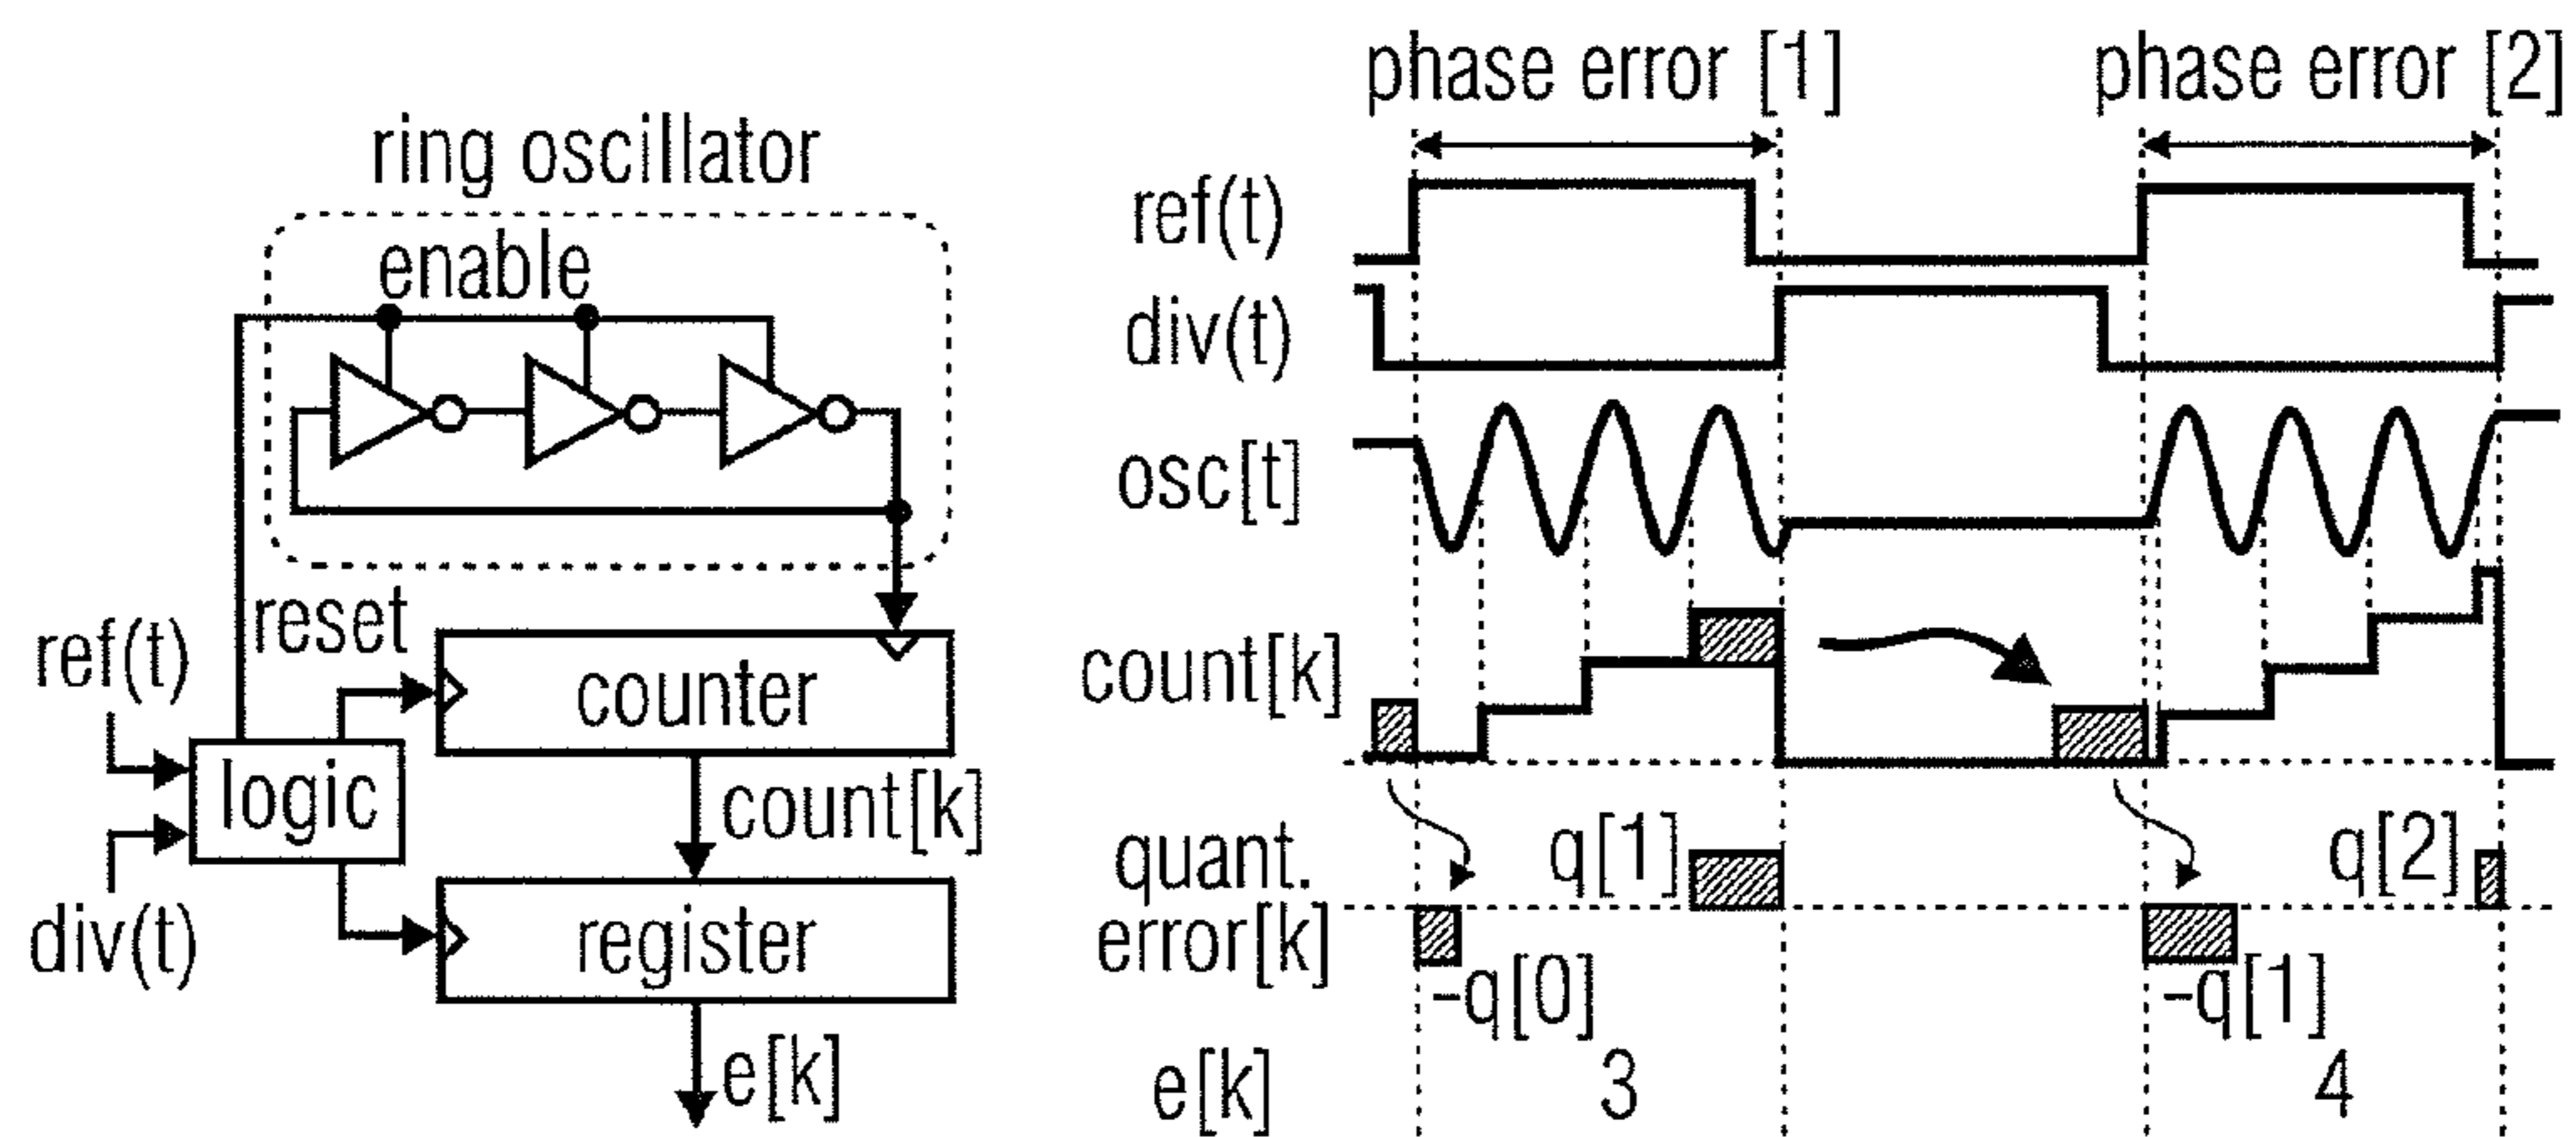 ring oscillator
enable
reset
ref(t)
counter
logic
count[k]
div(t)
register
e[k]
phase error [1]
phase error [2]
ref(t)
div(t)
osc[t]
count[k]
quant.
error[k]
q[1]
q[2]
-q[0]
-q[1]
e[k]
3
4